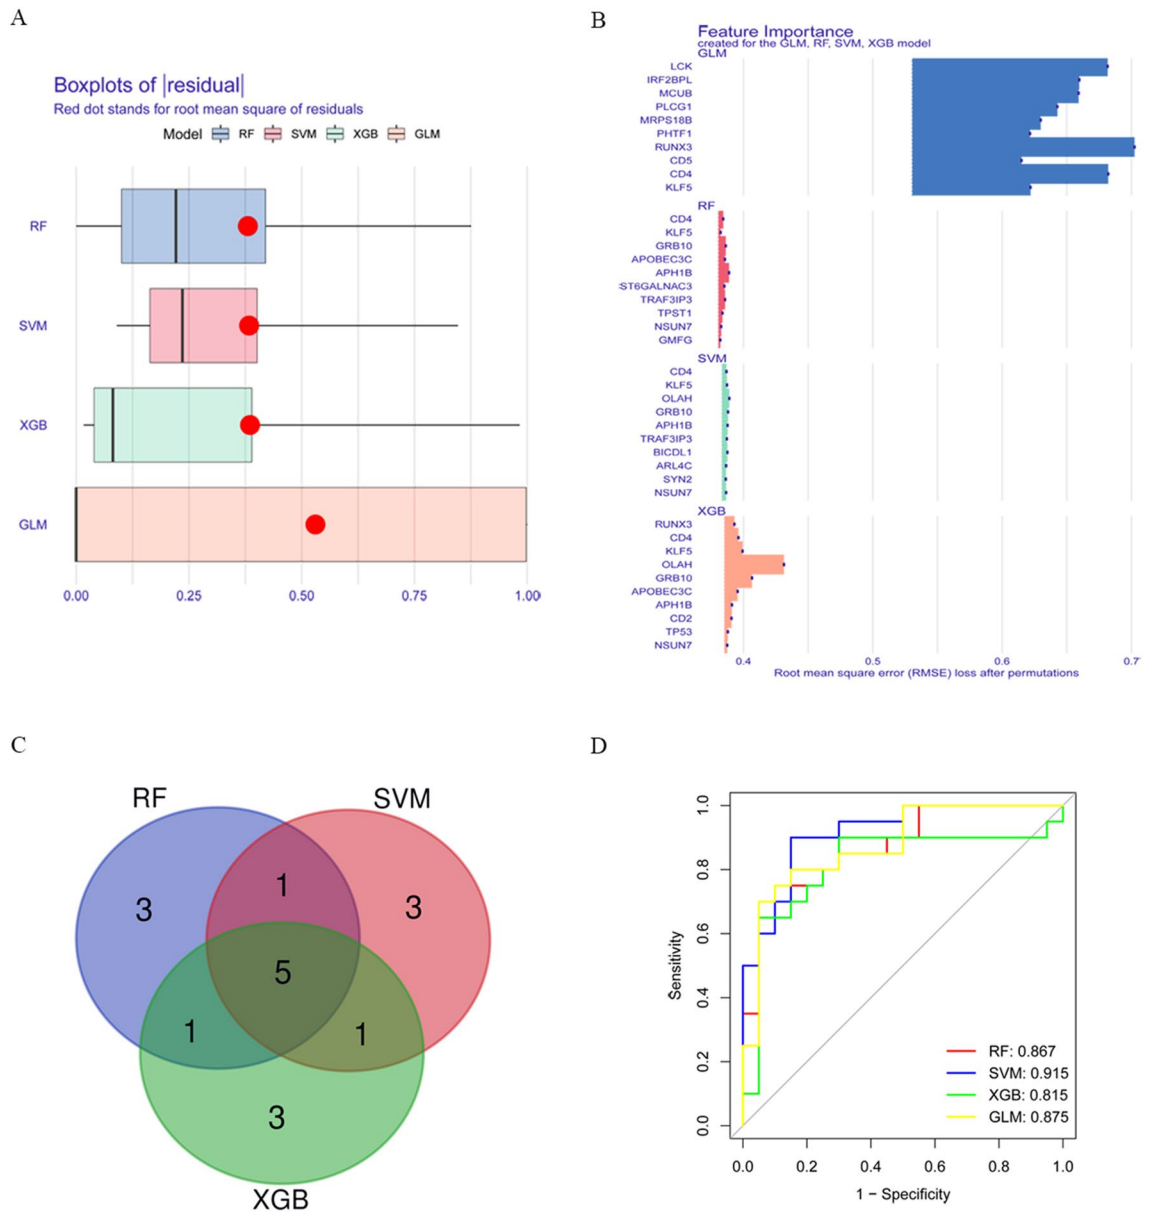 A
Boxplots of |residual|
Red dot stands for root mean square of residuals
Model RF SVM XGB GLM
RF
SVM
XGB
GLM
0.00 0.25 0.50 0.75 1.00
B
Feature Importance
created for the GLM, RF, SVM, XGB model
GLM
LCK
IRF2BPL
MCUB
PLCG1
MRPS18B
PHTF1
RUNX3
CD5
CD4
KLF5
RF
CD4
KLF5
GRB10
APOBEC3C
APH1B
ST6GALNAC3
TRAF3IP3
TPST1
NSUN7
GMFG
SVM
CD4
KLF5
OLAH
GRB10
APH1B
TRAF3IP3
BICDL1
ARL4C
SYN2
NSUN7
XGB
RUNX3
CD4
KLF5
OLAH
GRB10
APOBEC3C
APH1B
CD2
TP53
NSUN7
0.4 0.5 0.6 0.7
Root mean square error (RMSE) loss after permutations
C
RF SVM
1
3 3
5
1 1
3
XGB
D
Sensitivity
1.0
0.8
0.6
0.4
0.2
0.0
RF: 0.867
SVM: 0.915
XGB: 0.815
GLM: 0.875
0.0 0.2 0.4 0.6 0.8 1.0
1 − Specificity